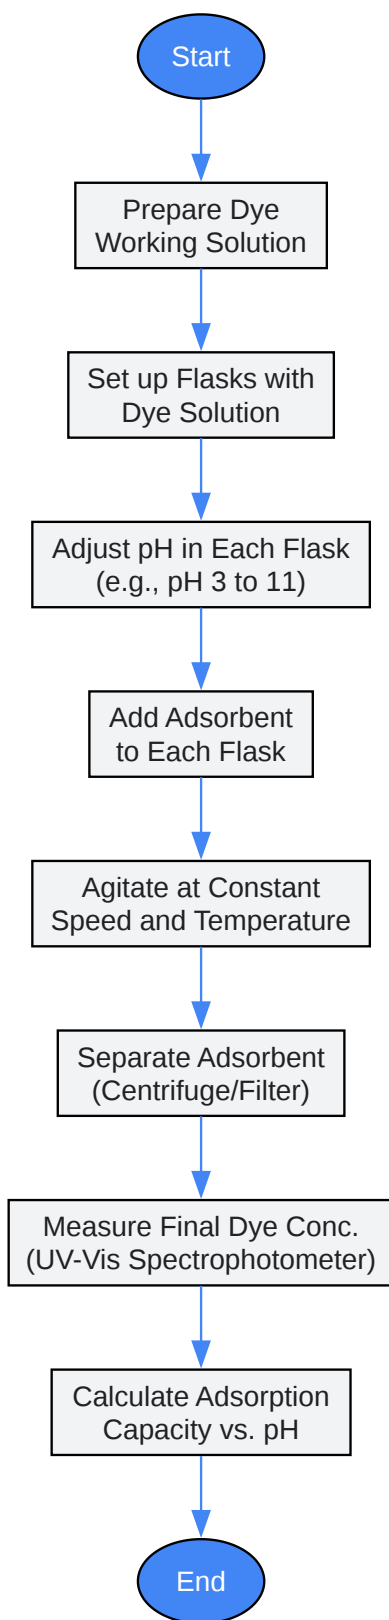 Start
Prepare Dye
Working Solution
Set up Flasks with
Dye Solution
Adjust pH in Each Flask
(e.g., pH 3 to 11)
Add Adsorbent
to Each Flask
Agitate at Constant
Speed and Temperature
Separate Adsorbent
(Centrifuge/Filter)
Measure Final Dye Conc.
(UV-Vis Spectrophotometer)
Calculate Adsorption
Capacity vs. pH
End